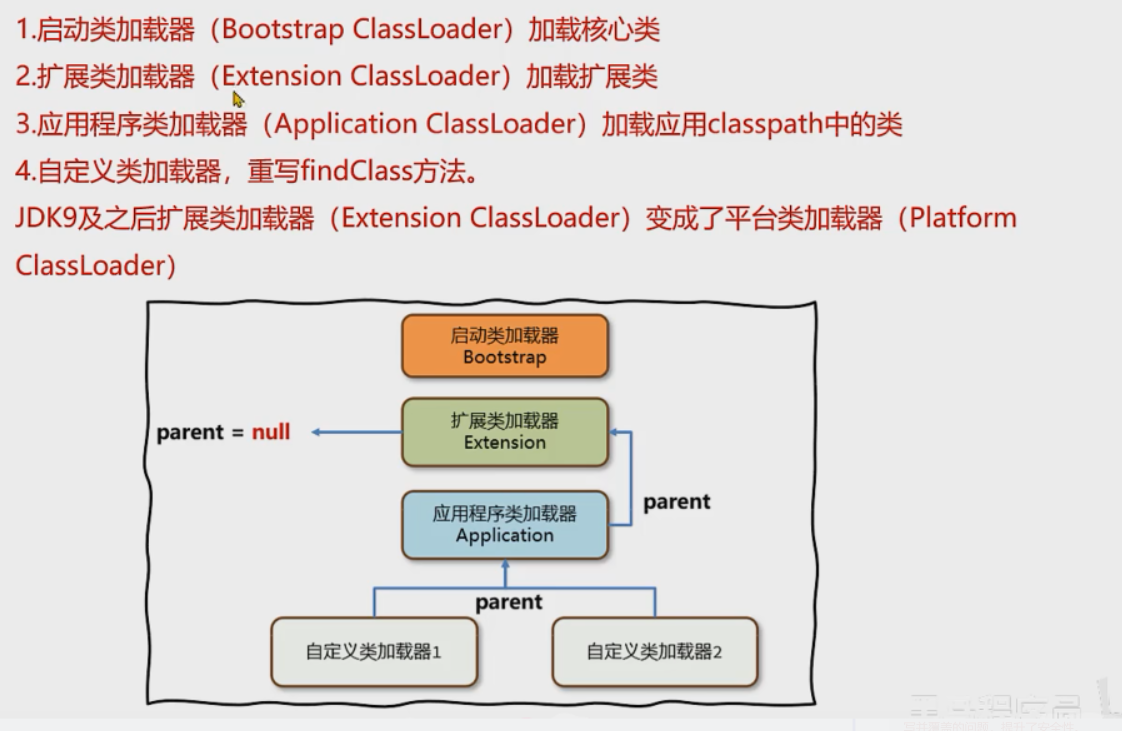 1.启动类加载器（Bootstrap ClassLoader）加载核心类
2.扩展类加载器（Extension ClassLoader）加载扩展类
3.应用程序类加载器（Application ClassLoader）加载应用classpath中的类
4.自定义类加载器，重写findClass方法。
JDK9及之后扩展类加载器（Extension ClassLoader）变成了平台类加载器（Platform
ClassLoader）
启动类加载器
Bootstrap
扩展类加载器
Extension
parent = null
parent
应用程序类加载器
Application
parent
自定义类加载器1
自定义类加载器2